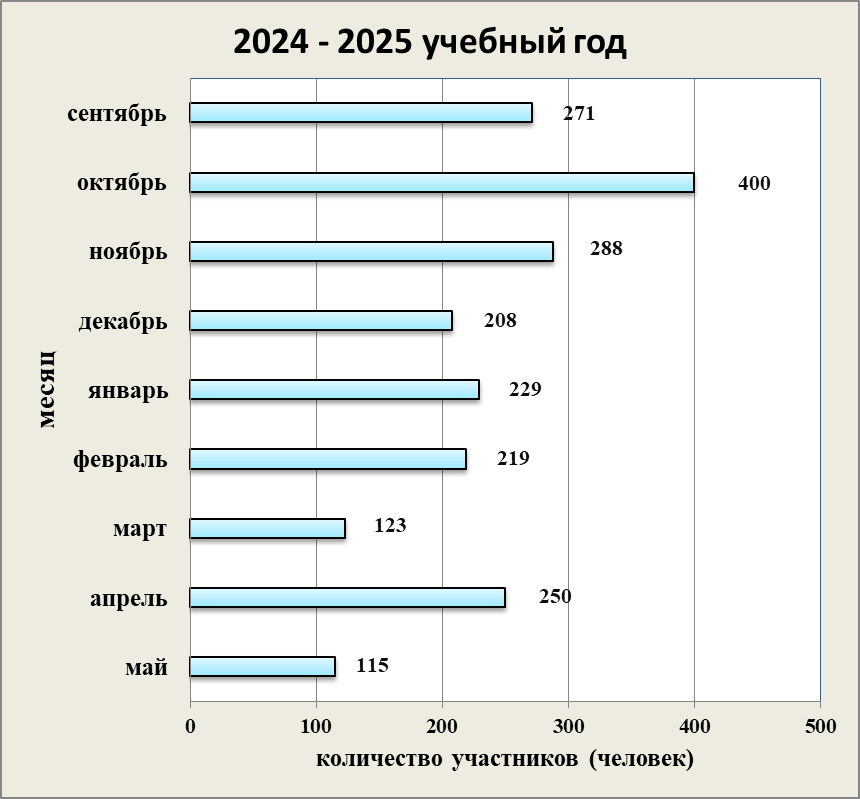 2024 - 2025 учебный год
сентябрь 271
октябрь 400
ноябрь 288
декабрь 208
январь 229
февраль 219
март 123
апрель 250
май 115
месяц
0 100 200 300 400 500
количество участников (человек)